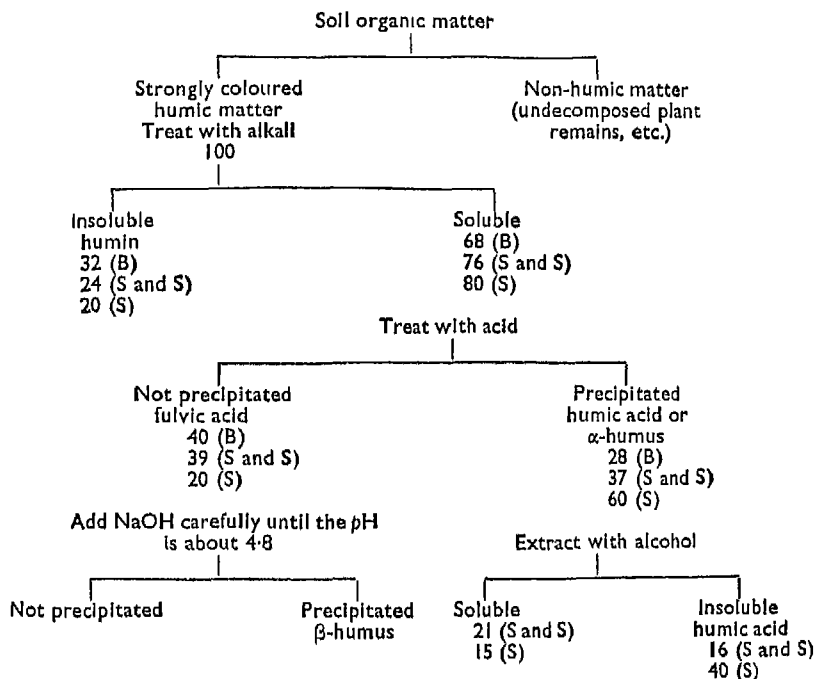 Soil organic matter
Strongly coloured
humic matter
Treat with alkali
100
Non-humic matter
(undecomposed plant
remains, etc.)
Insoluble
humin
32 (B)
24 (S and S)
20 (S)
Soluble
68 (B)
76 (S and S)
80 (S)
Treat with acid
Not precipitated
fulvic acid
40 (B)
39 (S and S)
20 (S)
Precipitated
humic acid or
α-humus
28 (B)
37 (S and S)
60 (S)
Add NaOH carefully until the pH
is about 4·8
Not precipitated
Precipitated
β-humus
Extract with alcohol
Soluble
21 (S and S)
15 (S)
Insoluble
humic acid
16 (S and S)
40 (S)